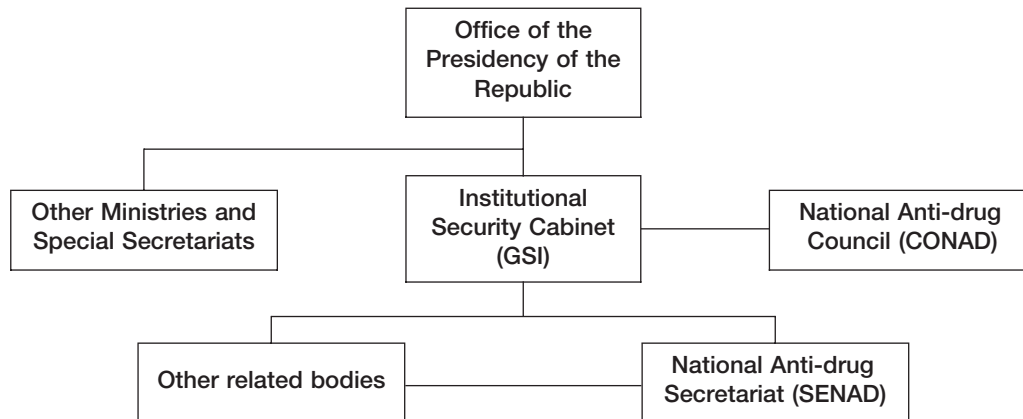 Office of the
Presidency of the
Republic
Other Ministries and
Special Secretariats
Institutional
Security Cabinet
(GSI)
National Anti-drug
Council (CONAD)
Other related bodies
National Anti-drug
Secretariat (SENAD)